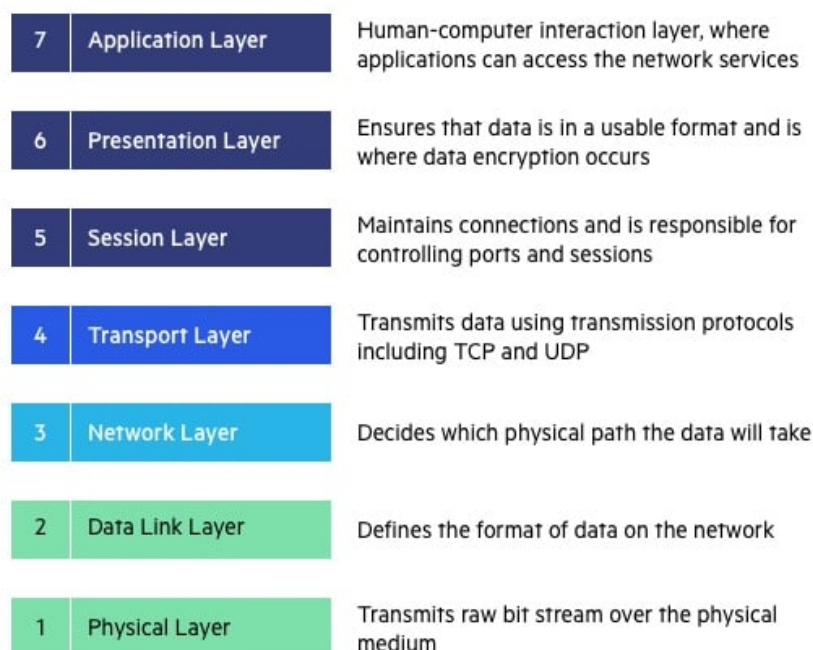 7 Application Layer
Human-computer interaction layer, where
applications can access the network services
6 Presentation Layer
Ensures that data is in a usable format and is
where data encryption occurs
5 Session Layer
Maintains connections and is responsible for
controlling ports and sessions
4 Transport Layer
Transmits data using transmission protocols
including TCP and UDP
3 Network Layer
Decides which physical path the data will take
2 Data Link Layer
Defines the format of data on the network
1 Physical Layer
Transmits raw bit stream over the physical
medium